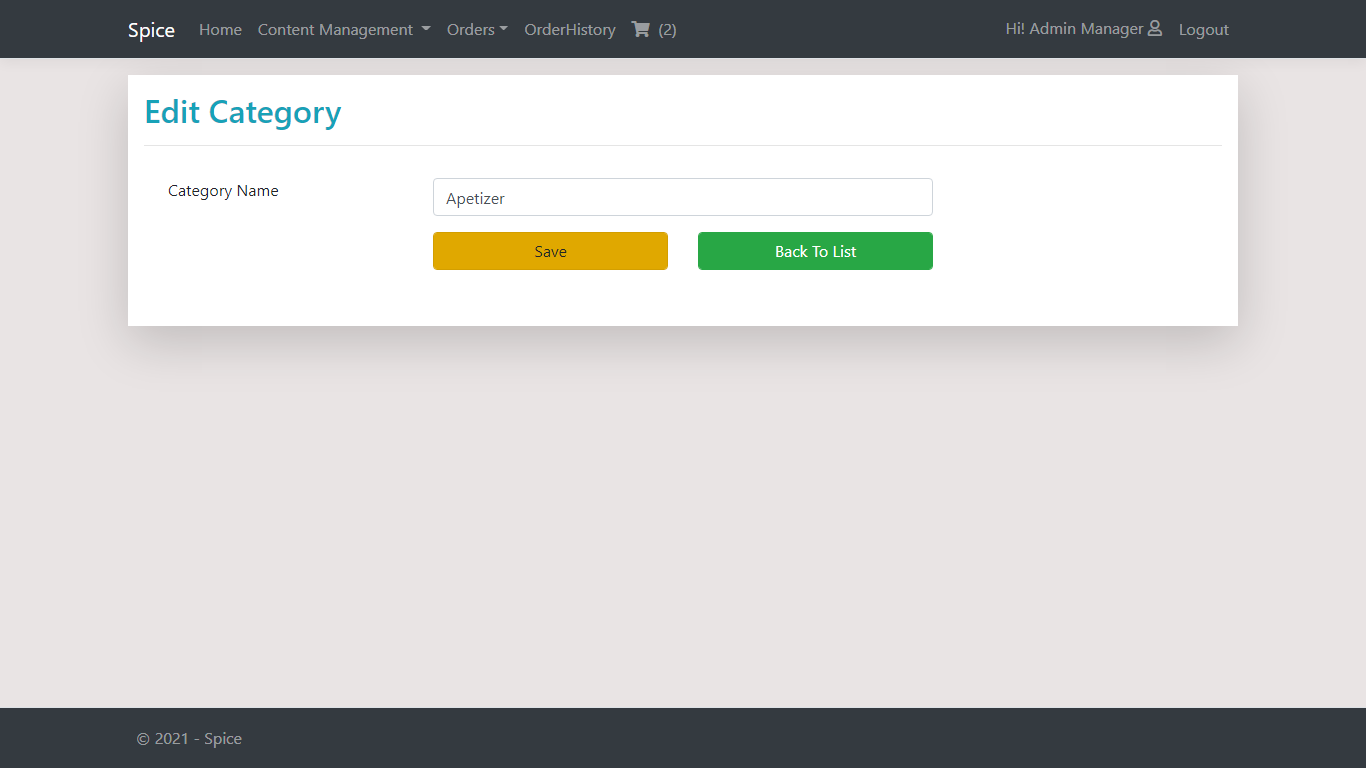 Spice Home Content Management Orders OrderHistory (2) Hi! Admin Manager Logout
Edit Category
Category Name
Apetizer
Save Back To List
© 2021 - Spice